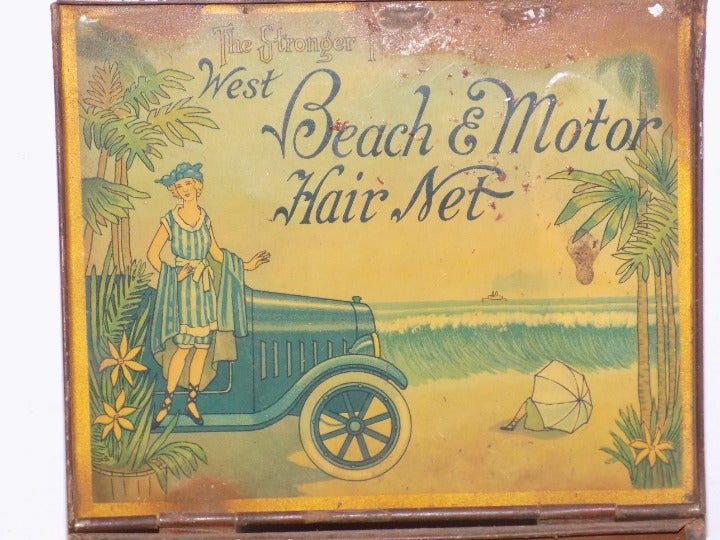 The Stronger
West
Beach & Motor
Hair Net